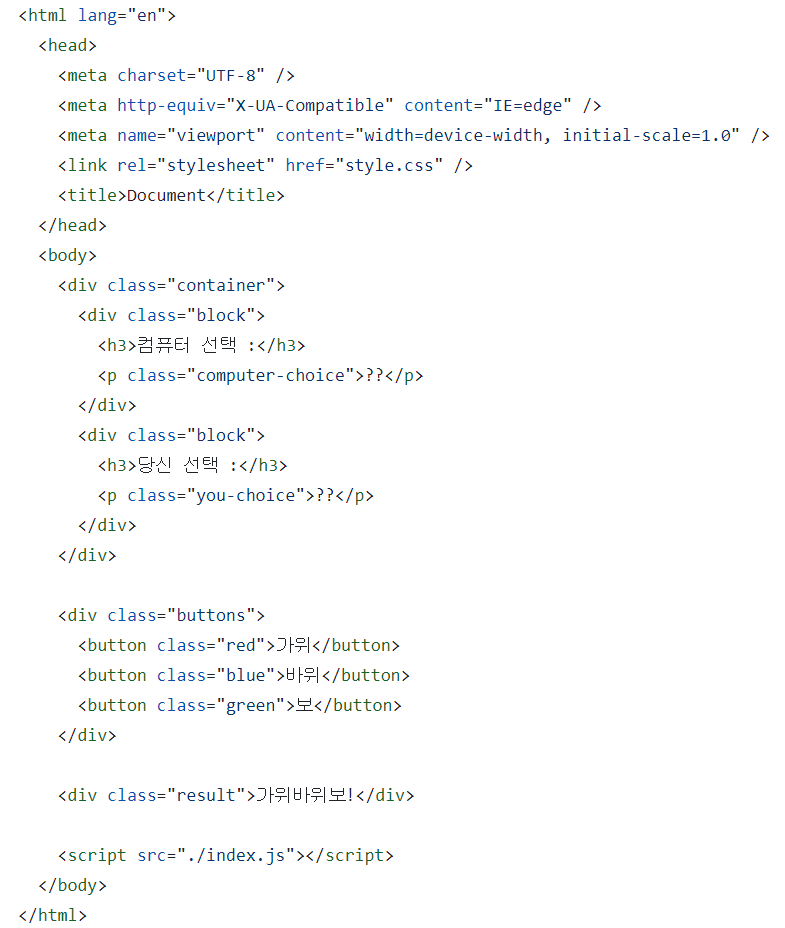 <html lang="en">
<head>
<meta charset="UTF-8" />
<meta http-equiv="X-UA-Compatible" content="IE=edge" />
<meta name="viewport" content="width=device-width, initial-scale=1.0" />
<link rel="stylesheet" href="style.css" />
<title>Document</title>
</head>
<body>
<div class="container">
<div class="block">
<h3>컴퓨터 선택 :</h3>
<p class="computer-choice">??</p>
</div>
<div class="block">
<h3>당신 선택 :</h3>
<p class="you-choice">??</p>
</div>
</div>
<div class="buttons">
<button class="red">가위</button>
<button class="blue">바위</button>
<button class="green">보</button>
</div>
<div class="result">가위바위보!</div>
<script src="./index.js"></script>
</body>
</html>